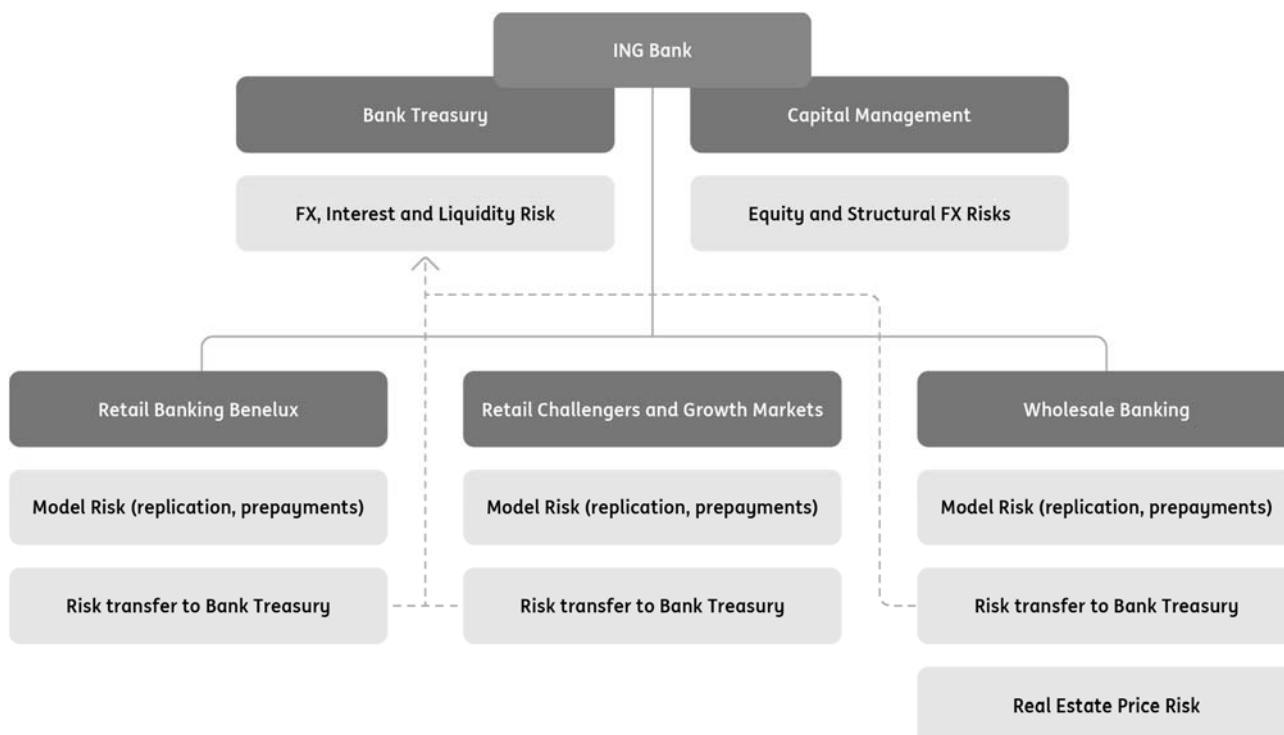 ING Bank
Bank Treasury
Capital Management
FX, Interest and Liquidity Risk
Equity and Structural FX Risks
Retail Banking Benelux
Retail Challengers and Growth Markets
Wholesale Banking
Model Risk (replication, prepayments)
Model Risk (replication, prepayments)
Model Risk (replication, prepayments)
Risk transfer to Bank Treasury
Risk transfer to Bank Treasury
Risk transfer to Bank Treasury
Real Estate Price Risk